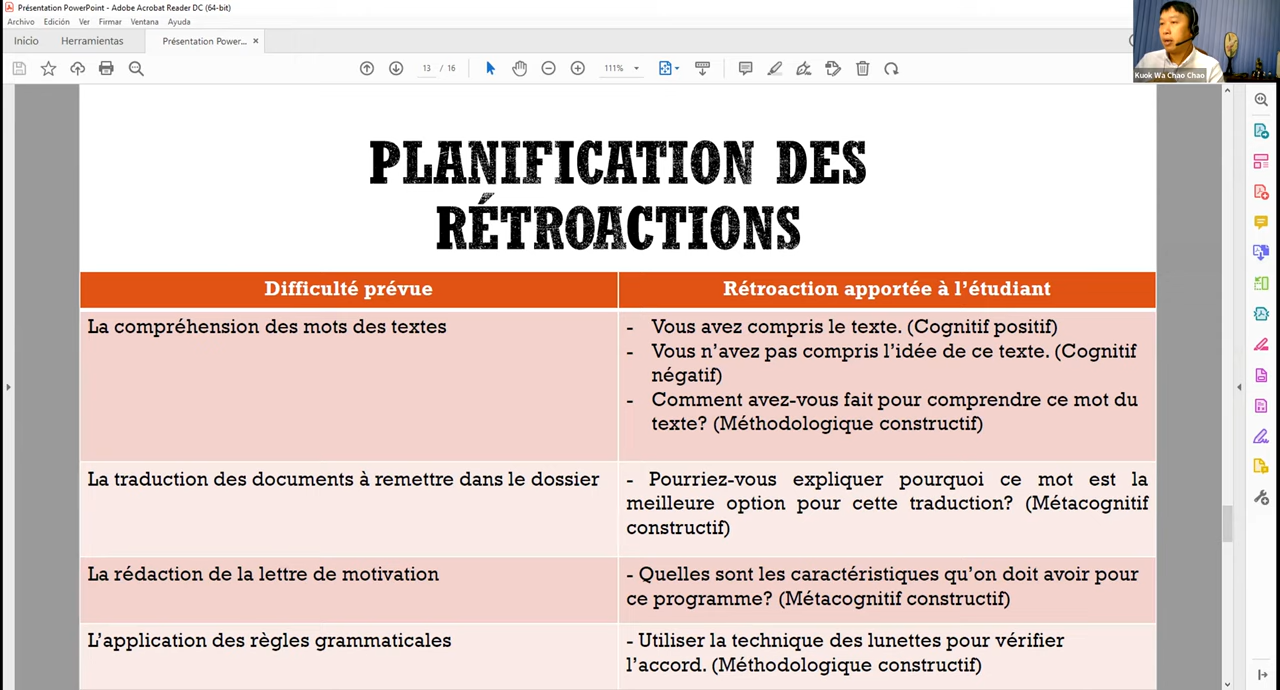 Présentation PowerPoint - Adobe Acrobat Reader DC (64-bit)
Archivo Edición Ver Firmar Ventana Ayuda
Inicio Herramientas Présentation Power... ×
13 / 16 111%
Kuok Wa Chao Chao
PLANIFICATION DES
RÉTROACTIONS
Difficulté prévue
Rétroaction apportée à l’étudiant
La compréhension des mots des textes
- Vous avez compris le texte. (Cognitif positif)
- Vous n’avez pas compris l’idée de ce texte. (Cognitif
négatif)
- Comment avez-vous fait pour comprendre ce mot du
texte? (Méthodologique constructif)
La traduction des documents à remettre dans le dossier
- Pourriez-vous expliquer pourquoi ce mot est la
meilleure option pour cette traduction? (Métacognitif
constructif)
La rédaction de la lettre de motivation
- Quelles sont les caractéristiques qu’on doit avoir pour
ce programme? (Métacognitif constructif)
L’application des règles grammaticales
- Utiliser la technique des lunettes pour vérifier
l’accord. (Méthodologique constructif)